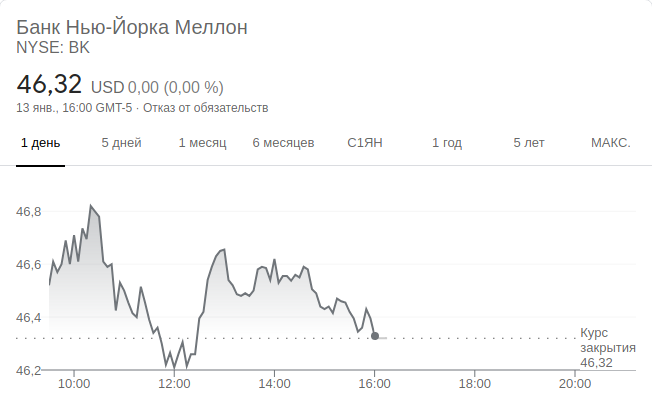 Банк Нью-Йорка Меллон
NYSE: BK
46,32 USD 0,00 (0,00 %)
13 янв., 16:00 GMT-5 · Отказ от обязательств
1 день 5 дней 1 месяц 6 месяцев С1ЯН 1 год 5 лет МАКС.
46,8
46,6
46,4
Курс
закрытия
46,32
46,2
10:00 12:00 14:00 16:00 18:00 20:00